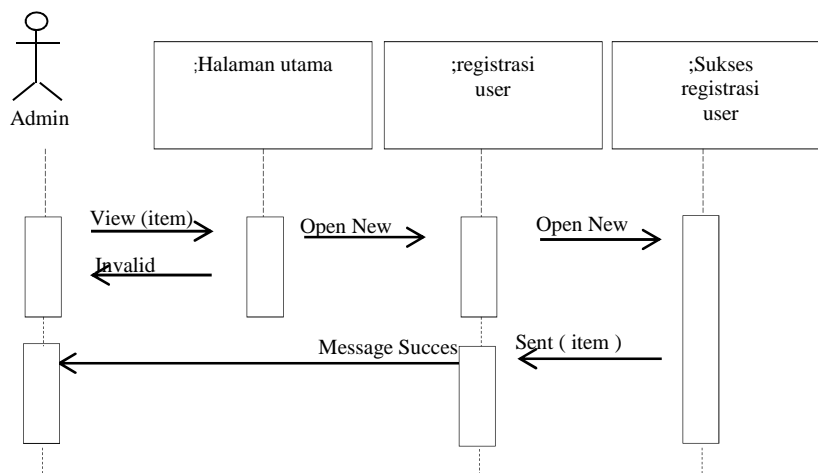 ;Halaman utama
;registrasi
user
;Sukses
registrasi
user
Admin
View (item)
Open New
Open New
Invalid
Message Succes
Sent ( item )